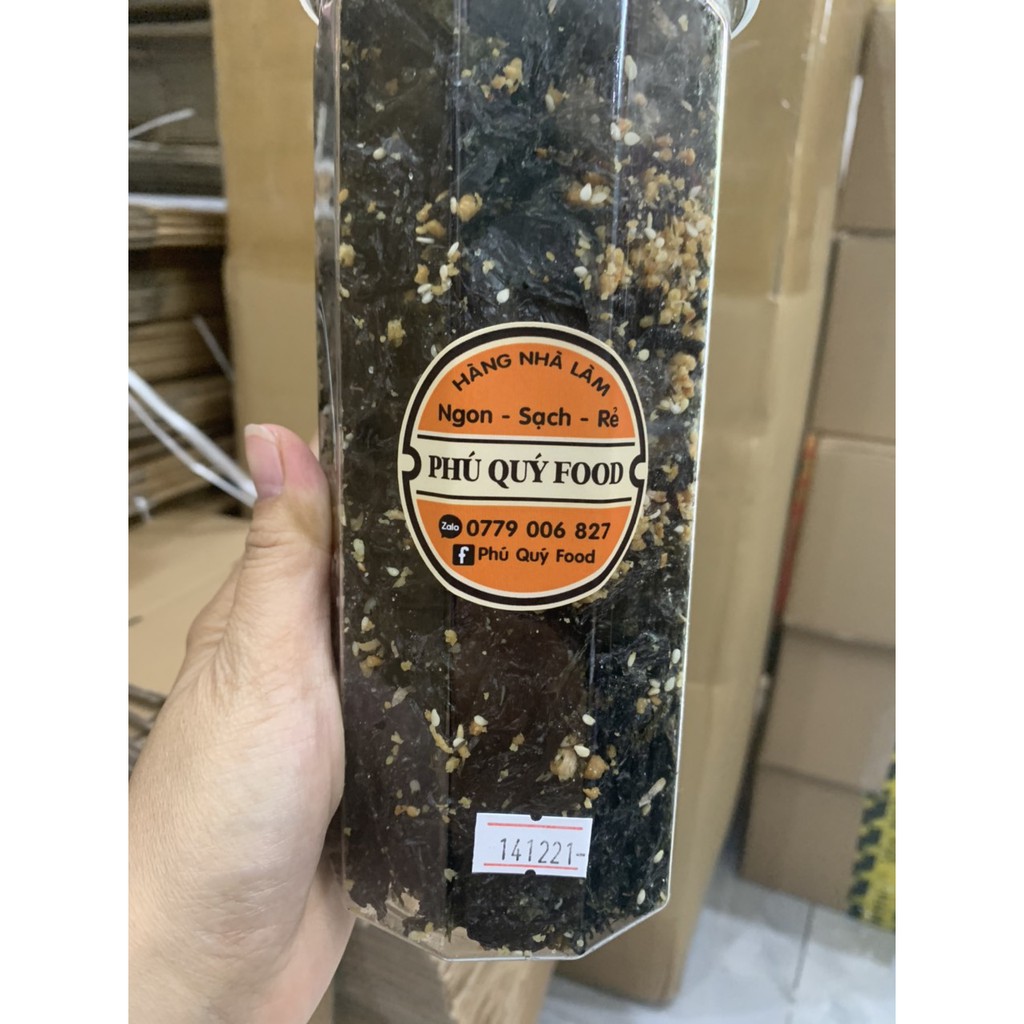 HÀNG NHÀ LÀM
Ngon - Sạch - Rẻ
PHÚ QUÝ FOOD
Zalo 0779 006 827
f Phú Quý Food
141221